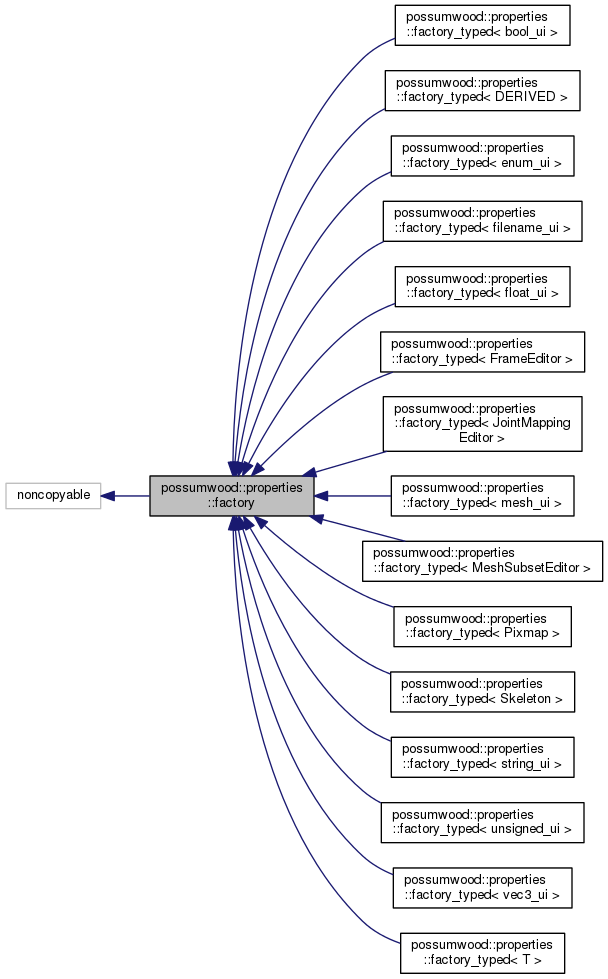 possumwood::properties
::factory_typed< bool_ui >
possumwood::properties
::factory_typed< DERIVED >
possumwood::properties
::factory_typed< enum_ui >
possumwood::properties
::factory_typed< filename_ui >
possumwood::properties
::factory_typed< float_ui >
possumwood::properties
::factory_typed< FrameEditor >
possumwood::properties
::factory_typed< JointMapping
Editor >
noncopyable
possumwood::properties
::factory
possumwood::properties
::factory_typed< mesh_ui >
possumwood::properties
::factory_typed< MeshSubsetEditor >
possumwood::properties
::factory_typed< Pixmap >
possumwood::properties
::factory_typed< Skeleton >
possumwood::properties
::factory_typed< string_ui >
possumwood::properties
::factory_typed< unsigned_ui >
possumwood::properties
::factory_typed< vec3_ui >
possumwood::properties
::factory_typed< T >